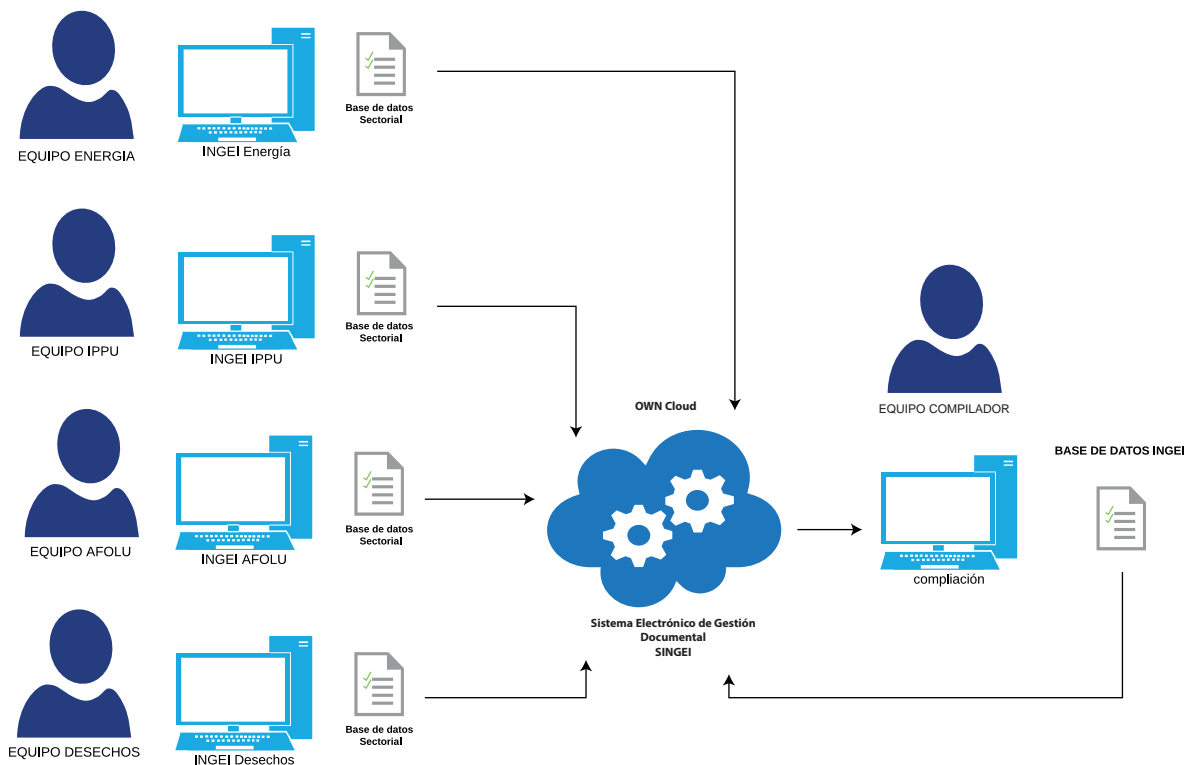 EQUIPO ENERGIA
INGEI Energía
Base de datos
Sectorial
EQUIPO IPPU
INGEI IPPU
Base de datos
Sectorial
EQUIPO AFOLU
INGEI AFOLU
Base de datos
Sectorial
EQUIPO DESECHOS
INGEI Desechos
Base de datos
Sectorial
OWN Cloud
Sistema Electrónico de Gestión
Documental
SINGEI
EQUIPO COMPILADOR
compliación
BASE DE DATOS INGEI